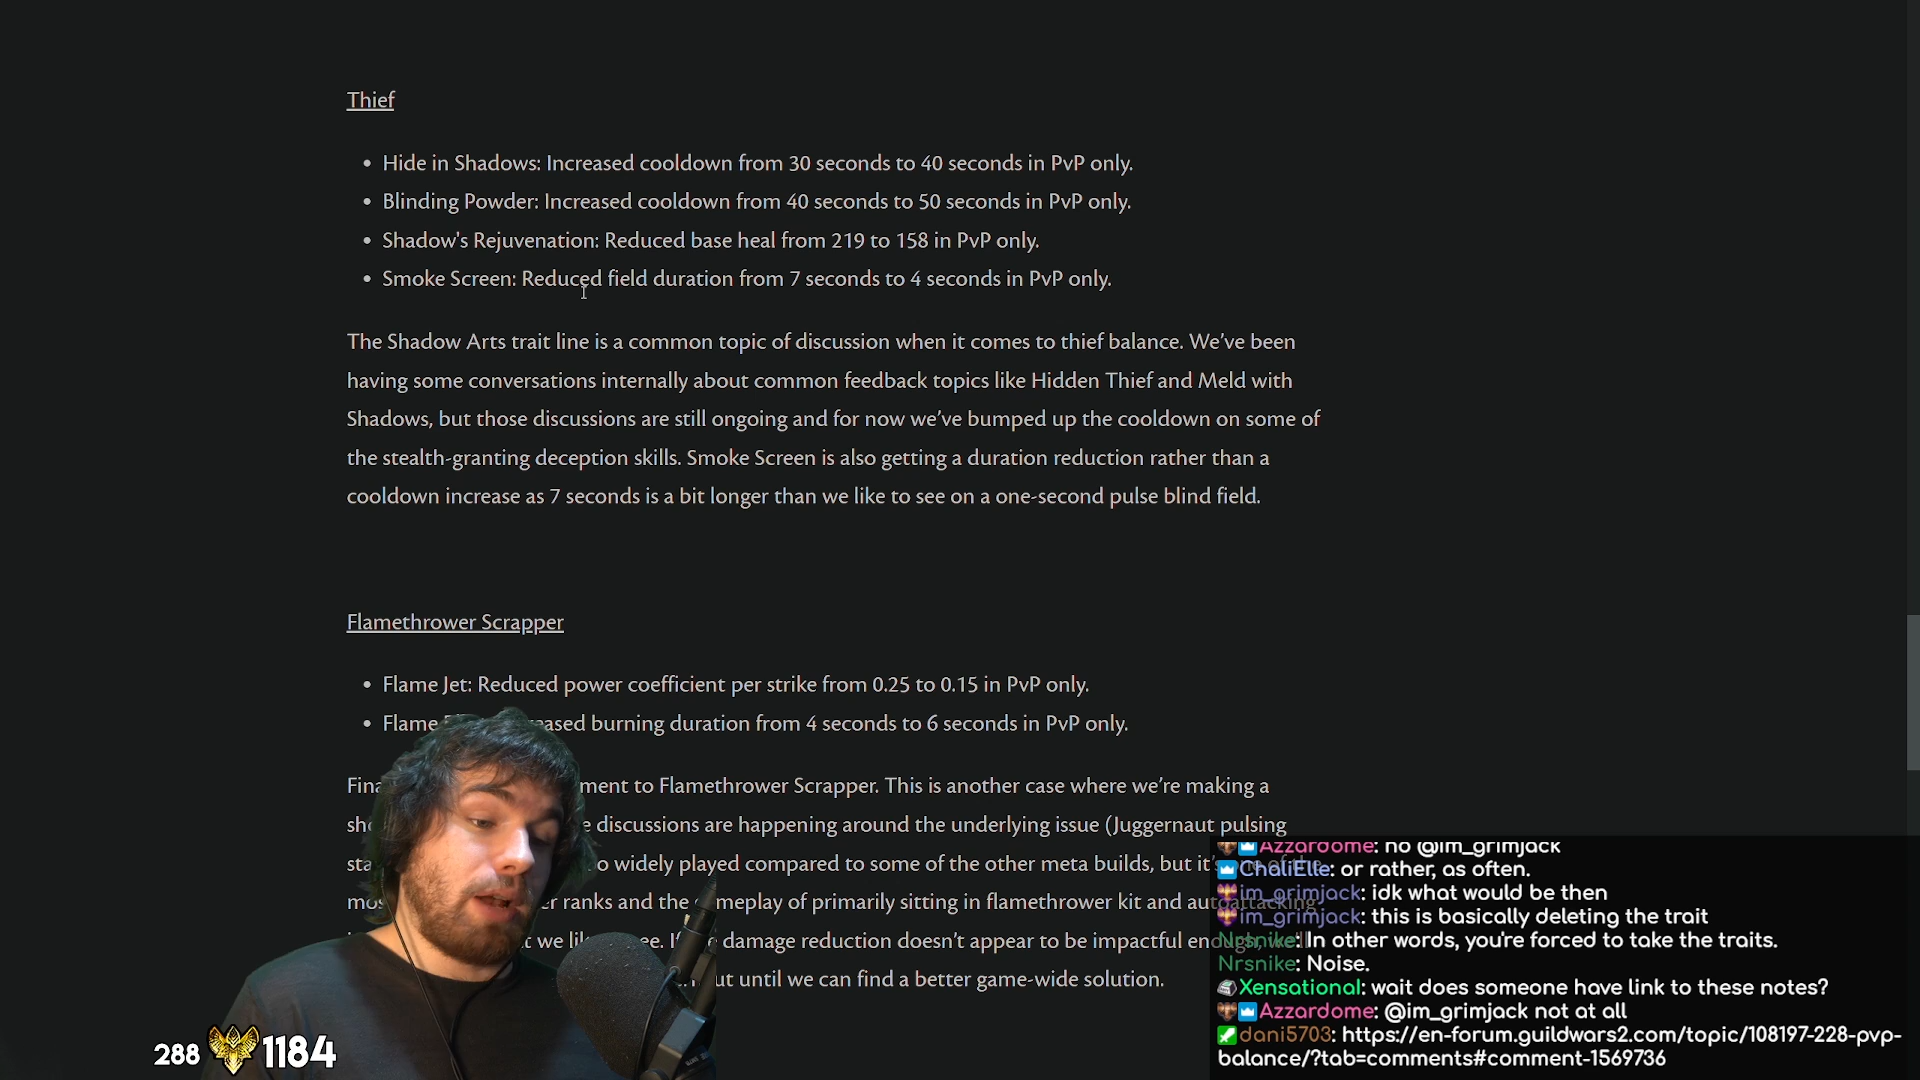 Thief
• Hide in Shadows: Increased cooldown from 30 seconds to 40 seconds in PvP only.
• Blinding Powder: Increased cooldown from 40 seconds to 50 seconds in PvP only.
• Shadow's Rejuvenation: Reduced base heal from 219 to 158 in PvP only.
• Smoke Screen: Reduced field duration from 7 seconds to 4 seconds in PvP only.
The Shadow Arts trait line is a common topic of discussion when it comes to thief balance. We've been
having some conversations internally about common feedback topics like Hidden Thief and Meld with
Shadows, but those discussions are still ongoing and for now we've bumped up the cooldown on some of
the stealth-granting deception skills. Smoke Screen is also getting a duration reduction rather than a
cooldown increase as 7 seconds is a bit longer than we like to see on a one-second pulse blind field.
Flamethrower Scrapper
• Flame Jet: Reduced power coefficient per strike from 0.25 to 0.15 in PvP only.
• Flame burning duration from 4 seconds to 6 seconds in PvP only.
to Flamethrower Scrapper. This is another case where we're making a
discussions are happening around the underlying issue (Juggernaut pulsing
widely played compared to some of the other meta builds, but it's one of the
ranks and the gameplay of primarily sitting in flamethrower kit and autoattacking
damage reduction doesn't appear to be impactful enough, we'll
until we can find a better game-wide solution.
Azzardome: no @im_grimjack
ChaliElle: or rather, as often.
im_grimjack: idk what would be then
im_grimjack: this is basically deleting the trait
Nrsnike: In other words, you're forced to take the traits.
Nrsnike: Noise.
Xensational: wait does someone have link to these notes?
Azzardome: @im_grimjack not at all
dani5703: https://en-forum.guildwars2.com/topic/108197-228-pvp-
balance/?tab=comments#comment-1569736
288 1184